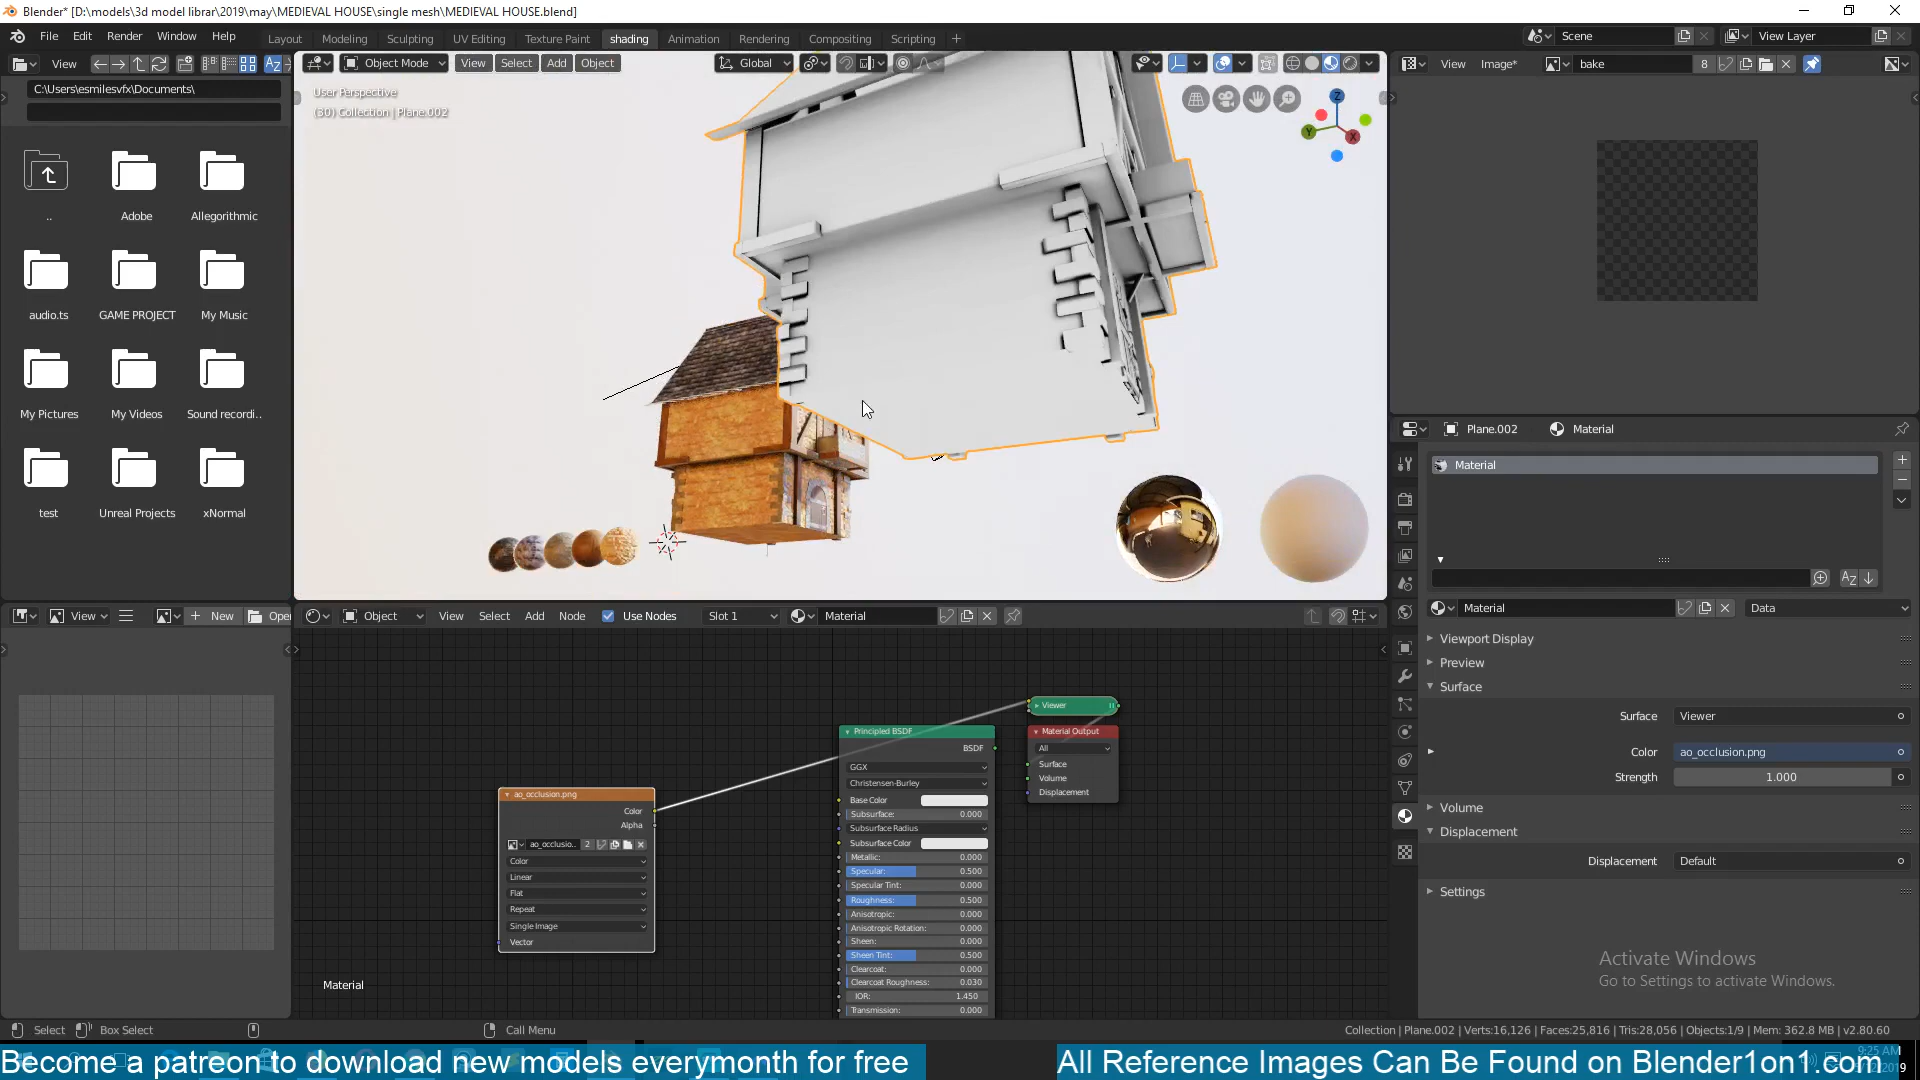 Blender* [D:\models\3d model librar\2019\may\MEDIEVAL HOUSE\single mesh\MEDIEVAL HOUSE.blend]
File Edit Render Window Help
Layout Modeling Sculpting UV Editing Texture Paint shading Animation Rendering Compositing Scripting
Scene
View Layer
View
Object Mode View Select Add Object
Global
View Image* bake 8
C:\Users\esmilesvfx\Documents\
User Perspective
(30) Collection | Plane.002
..
Adobe
Allegorithmic
audio.ts
GAME PROJECT
My Music
My Pictures
My Videos
Sound recordi..
test
Unreal Projects
xNormal
Z
Y
X
Plane.002 Material
Material
Material Data
Viewport Display
Preview
Surface
Surface Viewer
Color ao_occlusion.png
Strength 1.000
Volume
Displacement
Displacement Default
Settings
View New Open
Object View Select Add Node Use Nodes Slot 1 Material
Viewer
Principled BSDF
BSDF
GGX
Christensen-Burley
Base Color
Subsurface: 0.000
Subsurface Radius
Subsurface Color
Metallic: 0.000
Specular: 0.500
Specular Tint: 0.000
Roughness: 0.500
Anisotropic: 0.000
Anisotropic Rotation: 0.000
Sheen: 0.000
Sheen Tint: 0.500
Clearcoat: 0.000
Clearcoat Roughness: 0.030
IOR: 1.450
Transmission: 0.000
Material Output
All
Surface
Volume
Displacement
ao_occlusion.png
Color
Alpha
ao_occlusio.. 2
Color
Linear
Flat
Repeat
Single Image
Vector
Material
Activate Windows
Go to Settings to activate Windows.
Select Box Select Call Menu
Collection | Plane.002 | Verts:16,126 | Faces:25,816 | Tris:28,056 | Objects:1/9 | Mem: 362.8 MB | v2.80.60
Become a patreon to download new models everymonth for free
All Reference Images Can Be Found on Blender1on1.com
9:25 AM